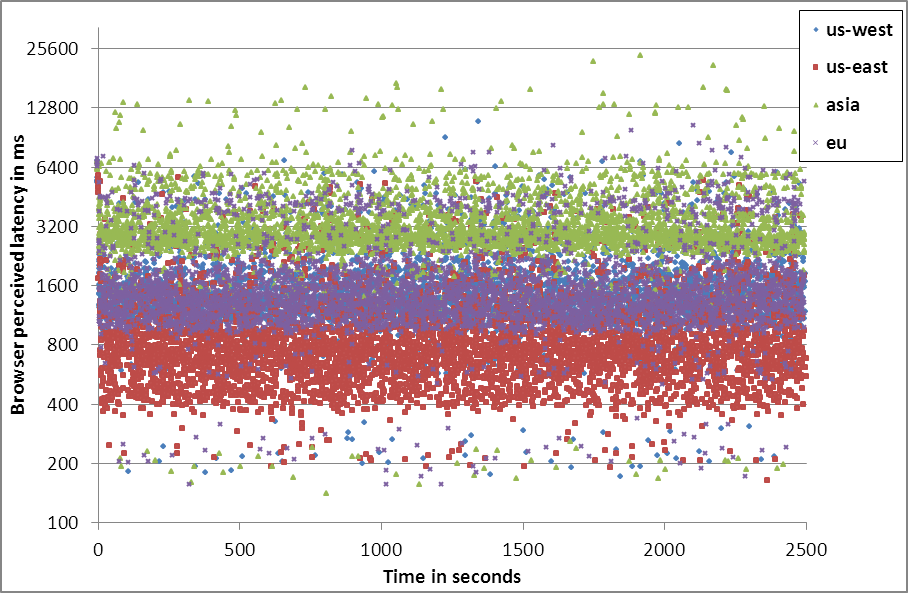 25600
12800
6400
3200
1600
800
400
200
100
0 500 1000 1500 2000 2500
Time in seconds
Browser perceived latency in ms
us-west
us-east
asia
eu